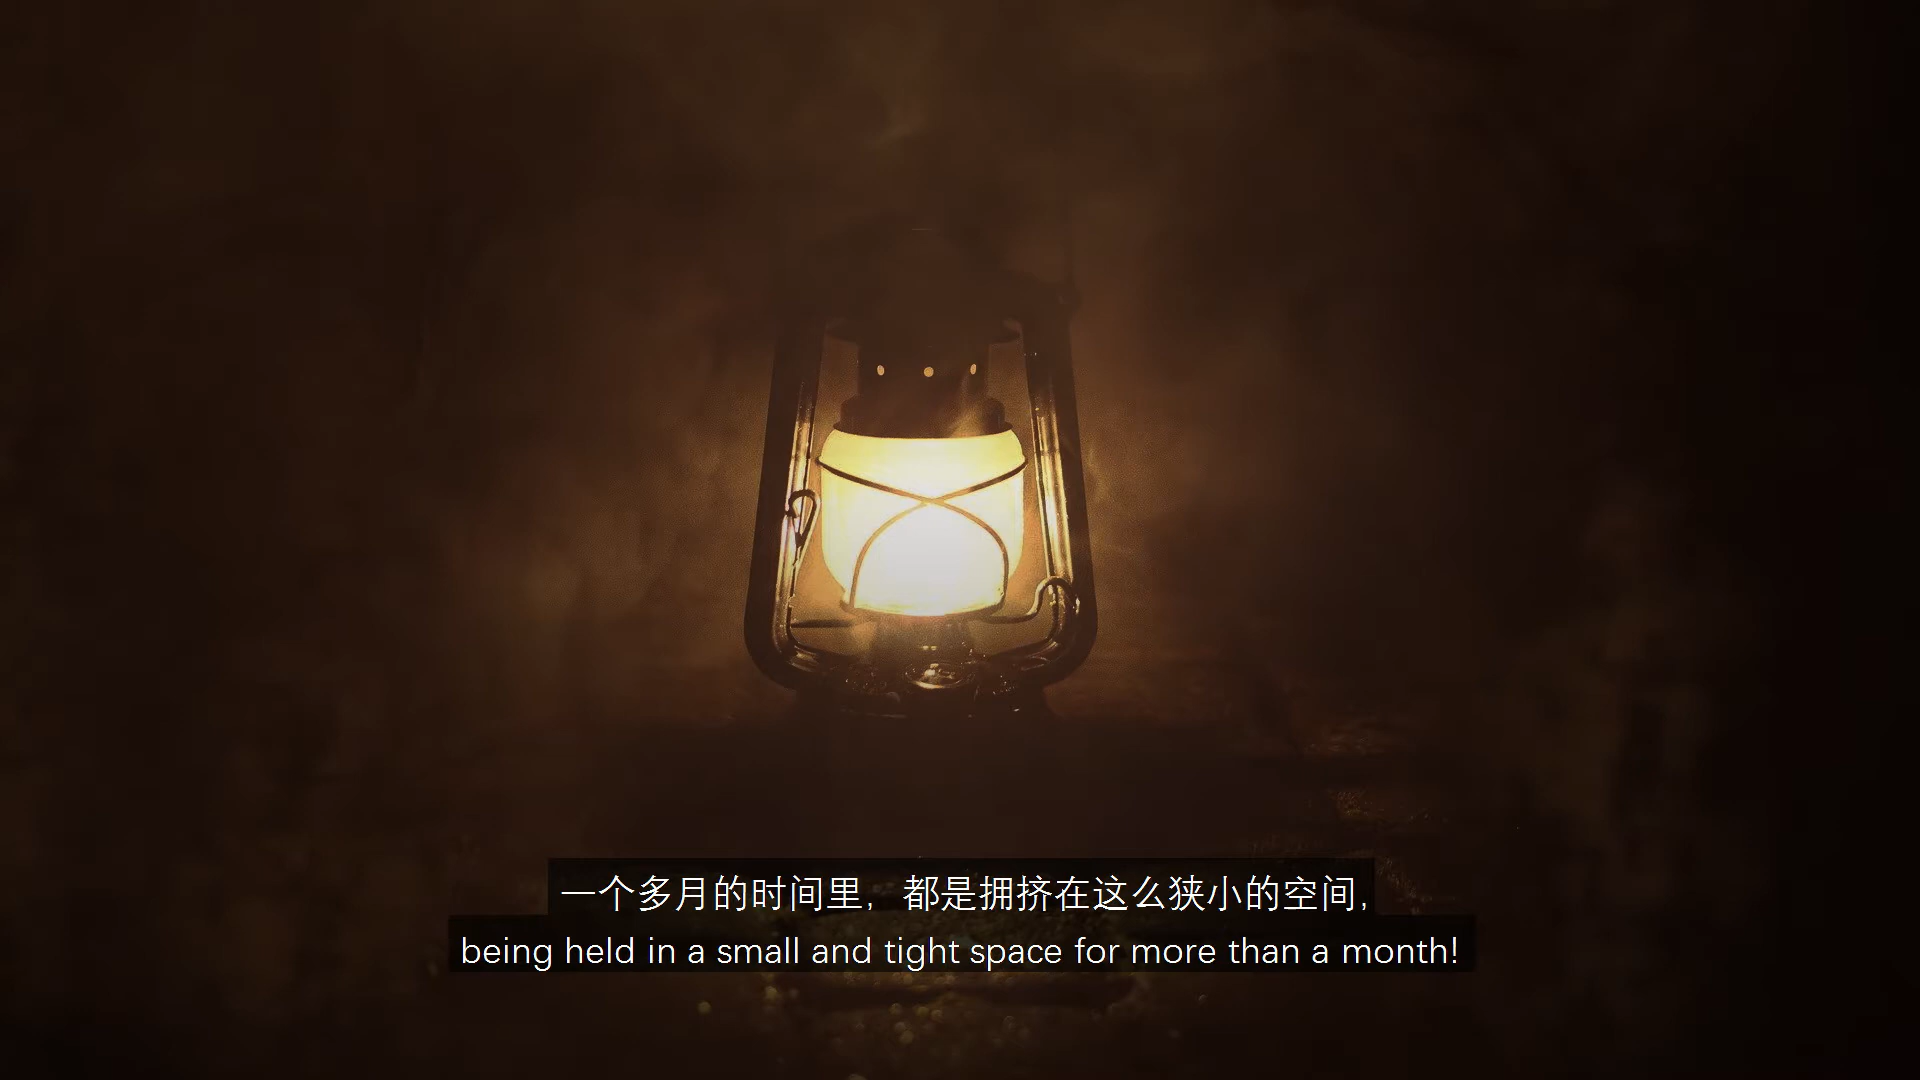 一个多月的时间里，都是拥挤在这么狭小的空间，
being held in a small and tight space for more than a month!